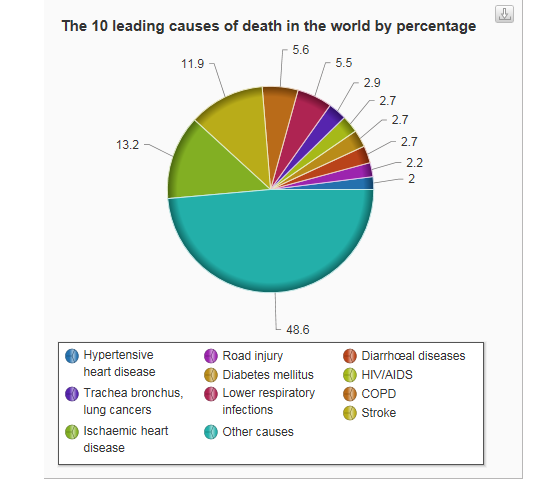 The 10 leading causes of death in the world by percentage
5.6
11.9
5.5
2.9
2.7
2.7
13.2
2.7
2.2
2
48.6
Hypertensive
heart disease
Trachea bronchus,
lung cancers
Ischaemic heart
disease
Road injury
Diabetes mellitus
Lower respiratory
infections
Other causes
Diarrhœal diseases
HIV/AIDS
COPD
Stroke